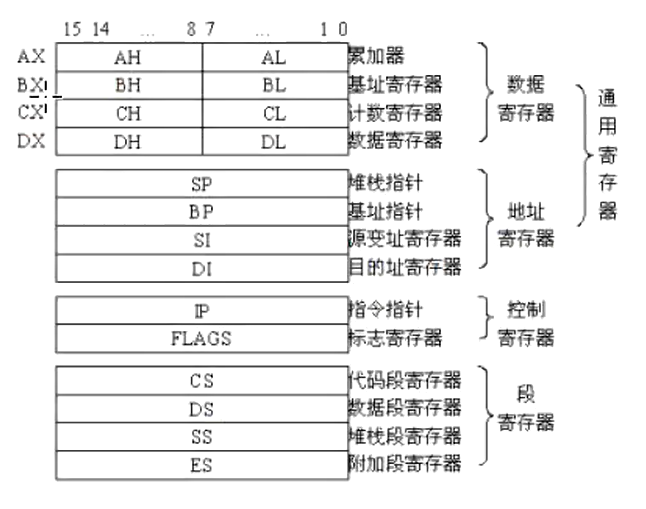 15 14 ... 8 7 ... 1 0
AX AH AL 累加器
BX BH BL 基址寄存器
CX CH CL 计数寄存器
DX DH DL 数据寄存器
数据
寄存器
SP 堆栈指针
BP 基址指针
SI 源变址寄存器
DI 目的址寄存器
地址
寄存器
通用寄存器
IP 指令指针
FLAGS 标志寄存器
控制
寄存器
CS 代码段寄存器
DS 数据段寄存器
SS 堆栈段寄存器
ES 附加段寄存器
段
寄存器